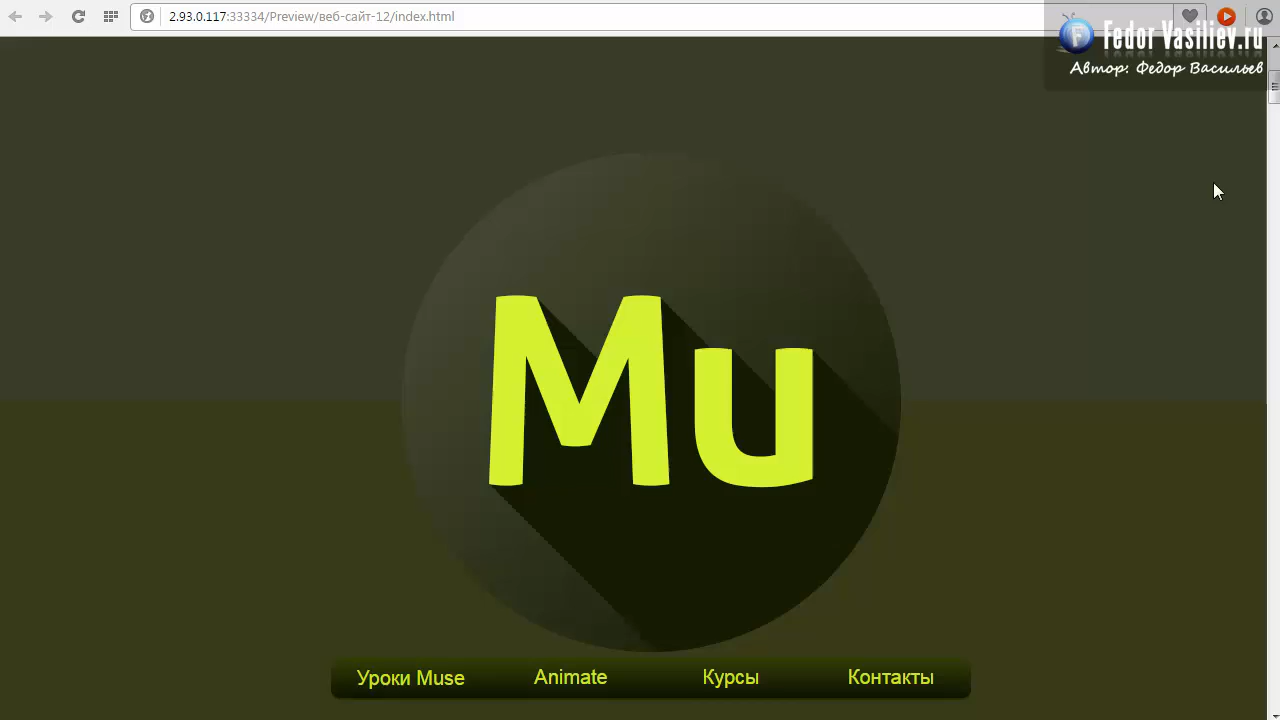 2.93.0.117:33334/Preview/веб-сайт-12/index.html
F Fedor Vasiliev.ru
Автор: Федор Васильев
Mu
Уроки Muse Animate Курсы Контакты